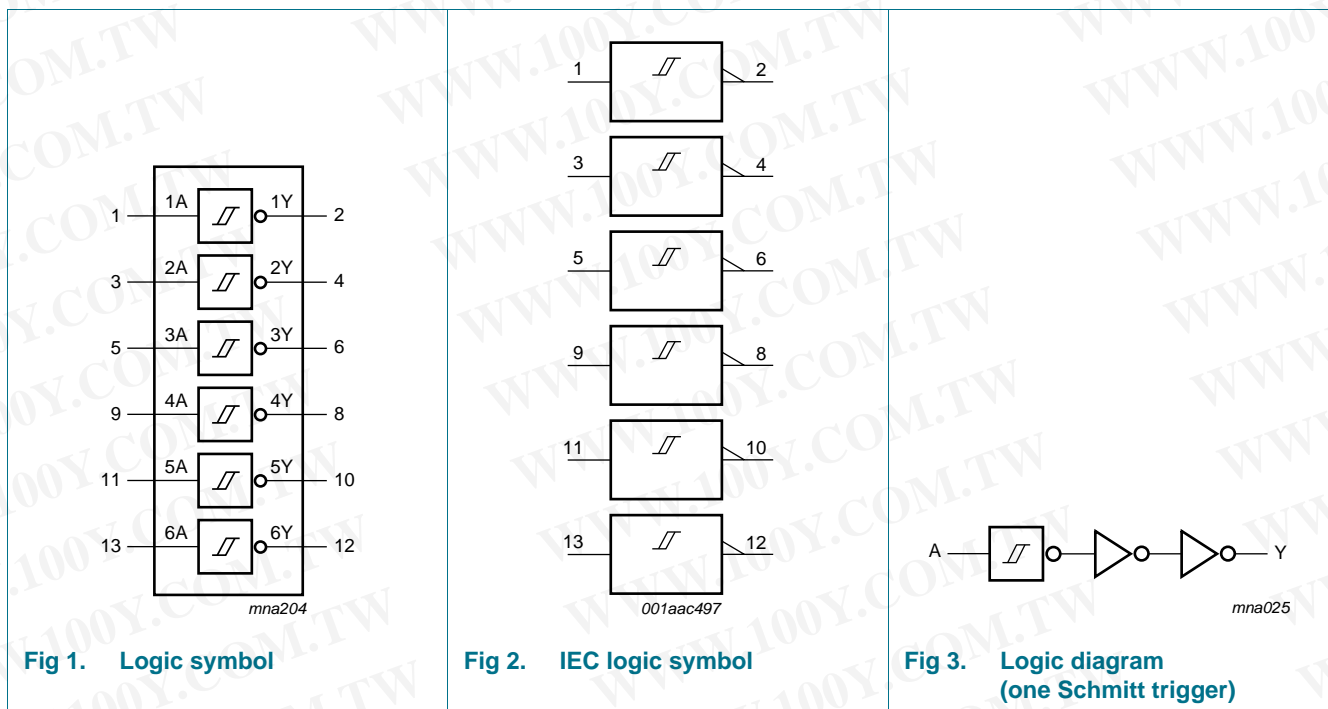 1 1A 1Y 2
3 2A 2Y 4
5 3A 3Y 6
9 4A 4Y 8
11 5A 5Y 10
13 6A 6Y 12
mna204
Fig 1. Logic symbol
1 2
3 4
5 6
9 8
11 10
13 12
001aac497
Fig 2. IEC logic symbol
A Y
mna025
Fig 3. Logic diagram
(one Schmitt trigger)
WWW.100Y.COM.TW